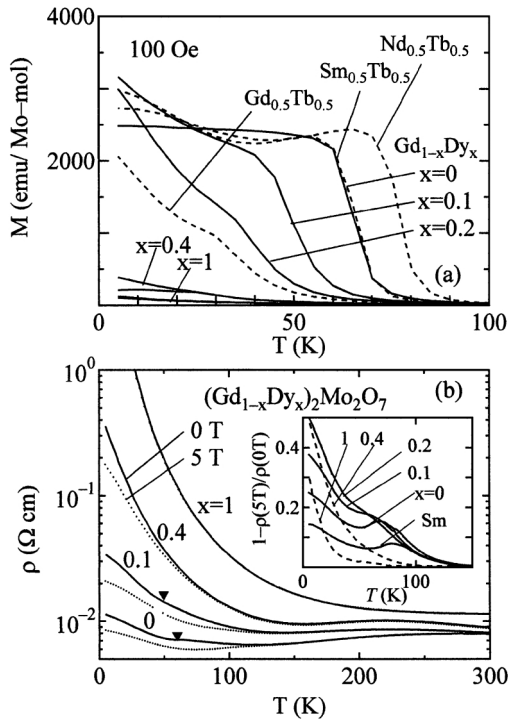 4000
100 Oe
Nd0.5Tb0.5
Sm0.5Tb0.5
Gd0.5Tb0.5
Gd1−xDyx
x=0
x=0.1
x=0.2
x=0.4
x=1
(a)
2000
0
0
50
100
M (emu/ Mo–mol)
T (K)
10^0
(b)
(Gd1−xDyx)2Mo2O7
0 T
5 T
x=1
0.4
0.1
0
10^−1
10^−2
ρ (Ω cm)
0.4
0.2
1−ρ(5T)/ρ(0T)
1
0.4
0.2
0.1
x=0
Sm
0
100
T (K)
0
100
200
300
T (K)